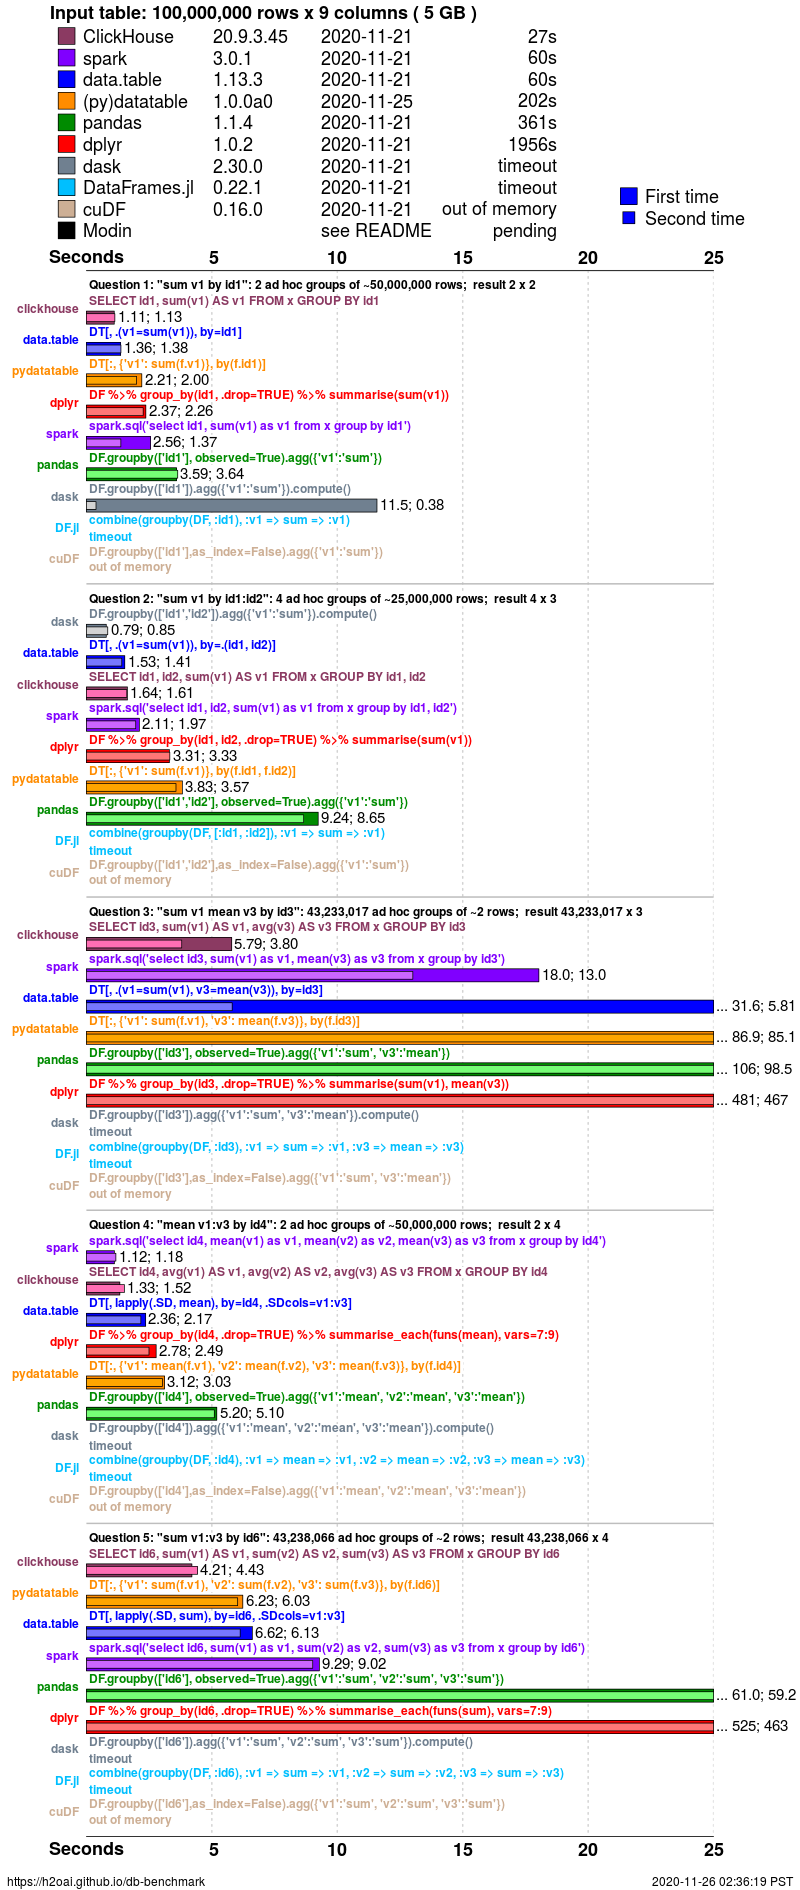 Input table: 100,000,000 rows x 9 columns ( 5 GB )
ClickHouse 20.9.3.45 2020-11-21 27s
spark 3.0.1 2020-11-21 60s
data.table 1.13.3 2020-11-21 60s
(py)datatable 1.0.0a0 2020-11-25 202s
pandas 1.1.4 2020-11-21 361s
dplyr 1.0.2 2020-11-21 1956s
dask 2.30.0 2020-11-21 timeout
DataFrames.jl 0.22.1 2020-11-21 timeout
cuDF 0.16.0 2020-11-21 out of memory
Modin see README pending
First time
Second time
Seconds 5 10 15 20 25
Question 1: "sum v1 by id1": 2 ad hoc groups of ~50,000,000 rows; result 2 x 2
SELECT id1, sum(v1) AS v1 FROM x GROUP BY id1
clickhouse 1.11; 1.13
DT[, .(v1=sum(v1)), by=id1]
data.table 1.36; 1.38
DT[:, {'v1': sum(f.v1)}, by(f.id1)]
pydatatable 2.21; 2.00
DF %>% group_by(id1, .drop=TRUE) %>% summarise(sum(v1))
dplyr 2.37; 2.26
spark.sql('select id1, sum(v1) as v1 from x group by id1')
spark 2.56; 1.37
DF.groupby(['id1'], observed=True).agg({'v1':'sum'})
pandas 3.59; 3.64
DF.groupby(['id1']).agg({'v1':'sum'}).compute()
dask 11.5; 0.38
combine(groupby(DF, :id1), :v1 => sum => :v1)
DF.jl timeout
DF.groupby(['id1'],as_index=False).agg({'v1':'sum'})
cuDF out of memory
Question 2: "sum v1 by id1:id2": 4 ad hoc groups of ~25,000,000 rows; result 4 x 3
DF.groupby(['id1','id2']).agg({'v1':'sum'}).compute()
dask 0.79; 0.85
DT[, .(v1=sum(v1)), by=.(id1, id2)]
data.table 1.53; 1.41
SELECT id1, id2, sum(v1) AS v1 FROM x GROUP BY id1, id2
clickhouse 1.64; 1.61
spark.sql('select id1, id2, sum(v1) as v1 from x group by id1, id2')
spark 2.11; 1.97
DF %>% group_by(id1, id2, .drop=TRUE) %>% summarise(sum(v1))
dplyr 3.31; 3.33
DT[:, {'v1': sum(f.v1)}, by(f.id1, f.id2)]
pydatatable 3.83; 3.57
DF.groupby(['id1','id2'], observed=True).agg({'v1':'sum'})
pandas 9.24; 8.65
combine(groupby(DF, [:id1, :id2]), :v1 => sum => :v1)
DF.jl timeout
DF.groupby(['id1','id2'],as_index=False).agg({'v1':'sum'})
cuDF out of memory
Question 3: "sum v1 mean v3 by id3": 43,233,017 ad hoc groups of ~2 rows; result 43,233,017 x 3
SELECT id3, sum(v1) AS v1, avg(v3) AS v3 FROM x GROUP BY id3
clickhouse 5.79; 3.80
spark.sql('select id3, sum(v1) as v1, mean(v3) as v3 from x group by id3')
spark 18.0; 13.0
DT[, .(v1=sum(v1), v3=mean(v3)), by=id3]
data.table ... 31.6; 5.81
DT[:, {'v1': sum(f.v1), 'v3': mean(f.v3)}, by(f.id3)]
pydatatable ... 86.9; 85.1
DF.groupby(['id3'], observed=True).agg({'v1':'sum', 'v3':'mean'})
pandas ... 106; 98.5
DF %>% group_by(id3, .drop=TRUE) %>% summarise(sum(v1), mean(v3))
dplyr ... 481; 467
DF.groupby(['id3']).agg({'v1':'sum', 'v3':'mean'}).compute()
dask timeout
combine(groupby(DF, :id3), :v1 => sum => :v1, :v3 => mean => :v3)
DF.jl timeout
DF.groupby(['id3'],as_index=False).agg({'v1':'sum', 'v3':'mean'})
cuDF out of memory
Question 4: "mean v1:v3 by id4": 2 ad hoc groups of ~50,000,000 rows; result 2 x 4
spark.sql('select id4, mean(v1) as v1, mean(v2) as v2, mean(v3) as v3 from x group by id4')
spark 1.12; 1.18
SELECT id4, avg(v1) AS v1, avg(v2) AS v2, avg(v3) AS v3 FROM x GROUP BY id4
clickhouse 1.33; 1.52
DT[, lapply(.SD, mean), by=id4, .SDcols=v1:v3]
data.table 2.36; 2.17
DF %>% group_by(id4, .drop=TRUE) %>% summarise_each(funs(mean), vars=7:9)
dplyr 2.78; 2.49
DT[:, {'v1': mean(f.v1), 'v2': mean(f.v2), 'v3': mean(f.v3)}, by(f.id4)]
pydatatable 3.12; 3.03
DF.groupby(['id4'], observed=True).agg({'v1':'mean', 'v2':'mean', 'v3':'mean'})
pandas 5.20; 5.10
DF.groupby(['id4']).agg({'v1':'mean', 'v2':'mean', 'v3':'mean'}).compute()
dask timeout
combine(groupby(DF, :id4), :v1 => mean => :v1, :v2 => mean => :v2, :v3 => mean => :v3)
DF.jl timeout
DF.groupby(['id4'],as_index=False).agg({'v1':'mean', 'v2':'mean', 'v3':'mean'})
cuDF out of memory
Question 5: "sum v1:v3 by id6": 43,238,066 ad hoc groups of ~2 rows; result 43,238,066 x 4
SELECT id6, sum(v1) AS v1, sum(v2) AS v2, sum(v3) AS v3 FROM x GROUP BY id6
clickhouse 4.21; 4.43
DT[:, {'v1': sum(f.v1), 'v2': sum(f.v2), 'v3': sum(f.v3)}, by(f.id6)]
pydatatable 6.23; 6.03
DT[, lapply(.SD, sum), by=id6, .SDcols=v1:v3]
data.table 6.62; 6.13
spark.sql('select id6, sum(v1) as v1, sum(v2) as v2, sum(v3) as v3 from x group by id6')
spark 9.29; 9.02
DF.groupby(['id6'], observed=True).agg({'v1':'sum', 'v2':'sum', 'v3':'sum'})
pandas ... 61.0; 59.2
DF %>% group_by(id6, .drop=TRUE) %>% summarise_each(funs(sum), vars=7:9)
dplyr ... 525; 463
DF.groupby(['id6']).agg({'v1':'sum', 'v2':'sum', 'v3':'sum'}).compute()
dask timeout
combine(groupby(DF, :id6), :v1 => sum => :v1, :v2 => sum => :v2, :v3 => sum => :v3)
DF.jl timeout
DF.groupby(['id6'],as_index=False).agg({'v1':'sum', 'v2':'sum', 'v3':'sum'})
cuDF out of memory
Seconds 5 10 15 20 25
https://h2oai.github.io/db-benchmark 2020-11-26 02:36:19 PST